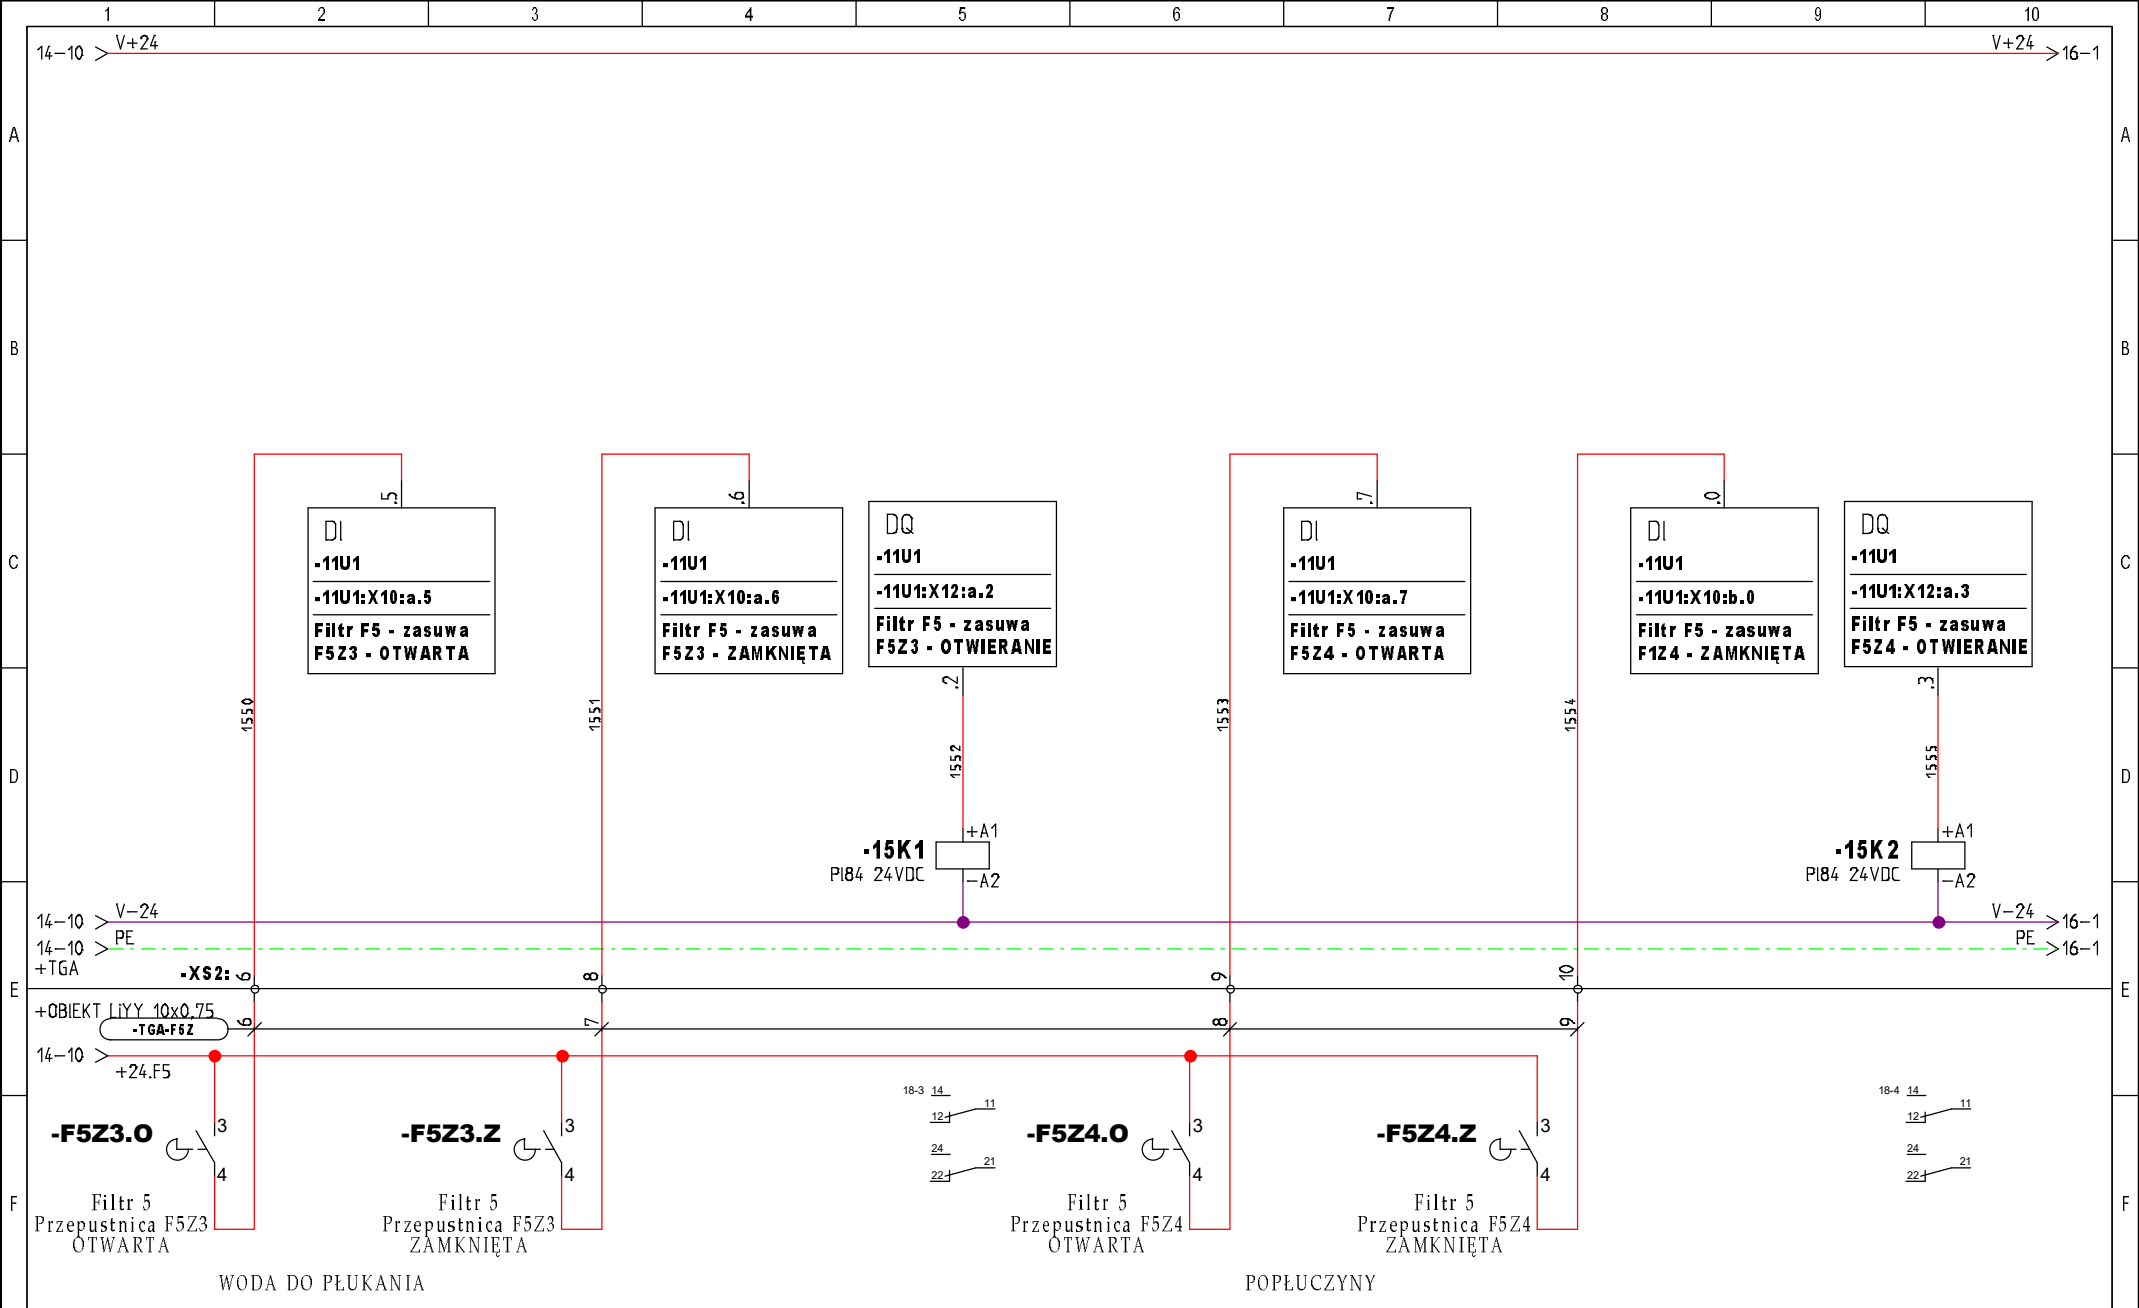 1 2 3 4 5 6 7 8 9 10
14-10 V+24 V+24 16-1
A A
B B
.5 .6 .7 .0
DI
-11U1
-11U1:X10:a.5
Filtr F5 - zasuwa
F5Z3 - OTWARTA
DI
-11U1
-11U1:X10:a.6
Filtr F5 - zasuwa
F5Z3 - ZAMKNIĘTA
DQ
-11U1
-11U1:X12:a.2
Filtr F5 - zasuwa
F5Z3 - OTWIERANIE
DI
-11U1
-11U1:X10:a.7
Filtr F5 - zasuwa
F5Z4 - OTWARTA
DI
-11U1
-11U1:X10:b.0
Filtr F5 - zasuwa
F1Z4 - ZAMKNIĘTA
DQ
-11U1
-11U1:X12:a.3
Filtr F5 - zasuwa
F5Z4 - OTWIERANIE
C C
.2 .3
1550 1551 1552 1553 1554 1555
D D
+A1
-15K1
PI84 24VDC
-A2
+A1
-15K2
PI84 24VDC
-A2
14-10 V-24 V-24 16-1
14-10 PE PE 16-1
+TGA
-XS2: 6 8 9 10
E E
+OBIEKT LiYY 10x0,75
-TGA-F5Z 6 7 8 9
14-10
+24.F5
-F5Z3.O 3
4
Filtr 5
Przepustnica F5Z3
OTWARTA
-F5Z3.Z 3
4
Filtr 5
Przepustnica F5Z3
ZAMKNIĘTA
18-3 14
12 11
24
22 21
-F5Z4.O 3
4
Filtr 5
Przepustnica F5Z4
OTWARTA
-F5Z4.Z 3
4
Filtr 5
Przepustnica F5Z4
ZAMKNIĘTA
18-4 14
12 11
24
22 21
F F
WODA DO PŁUKANIA
POPŁUCZYNY